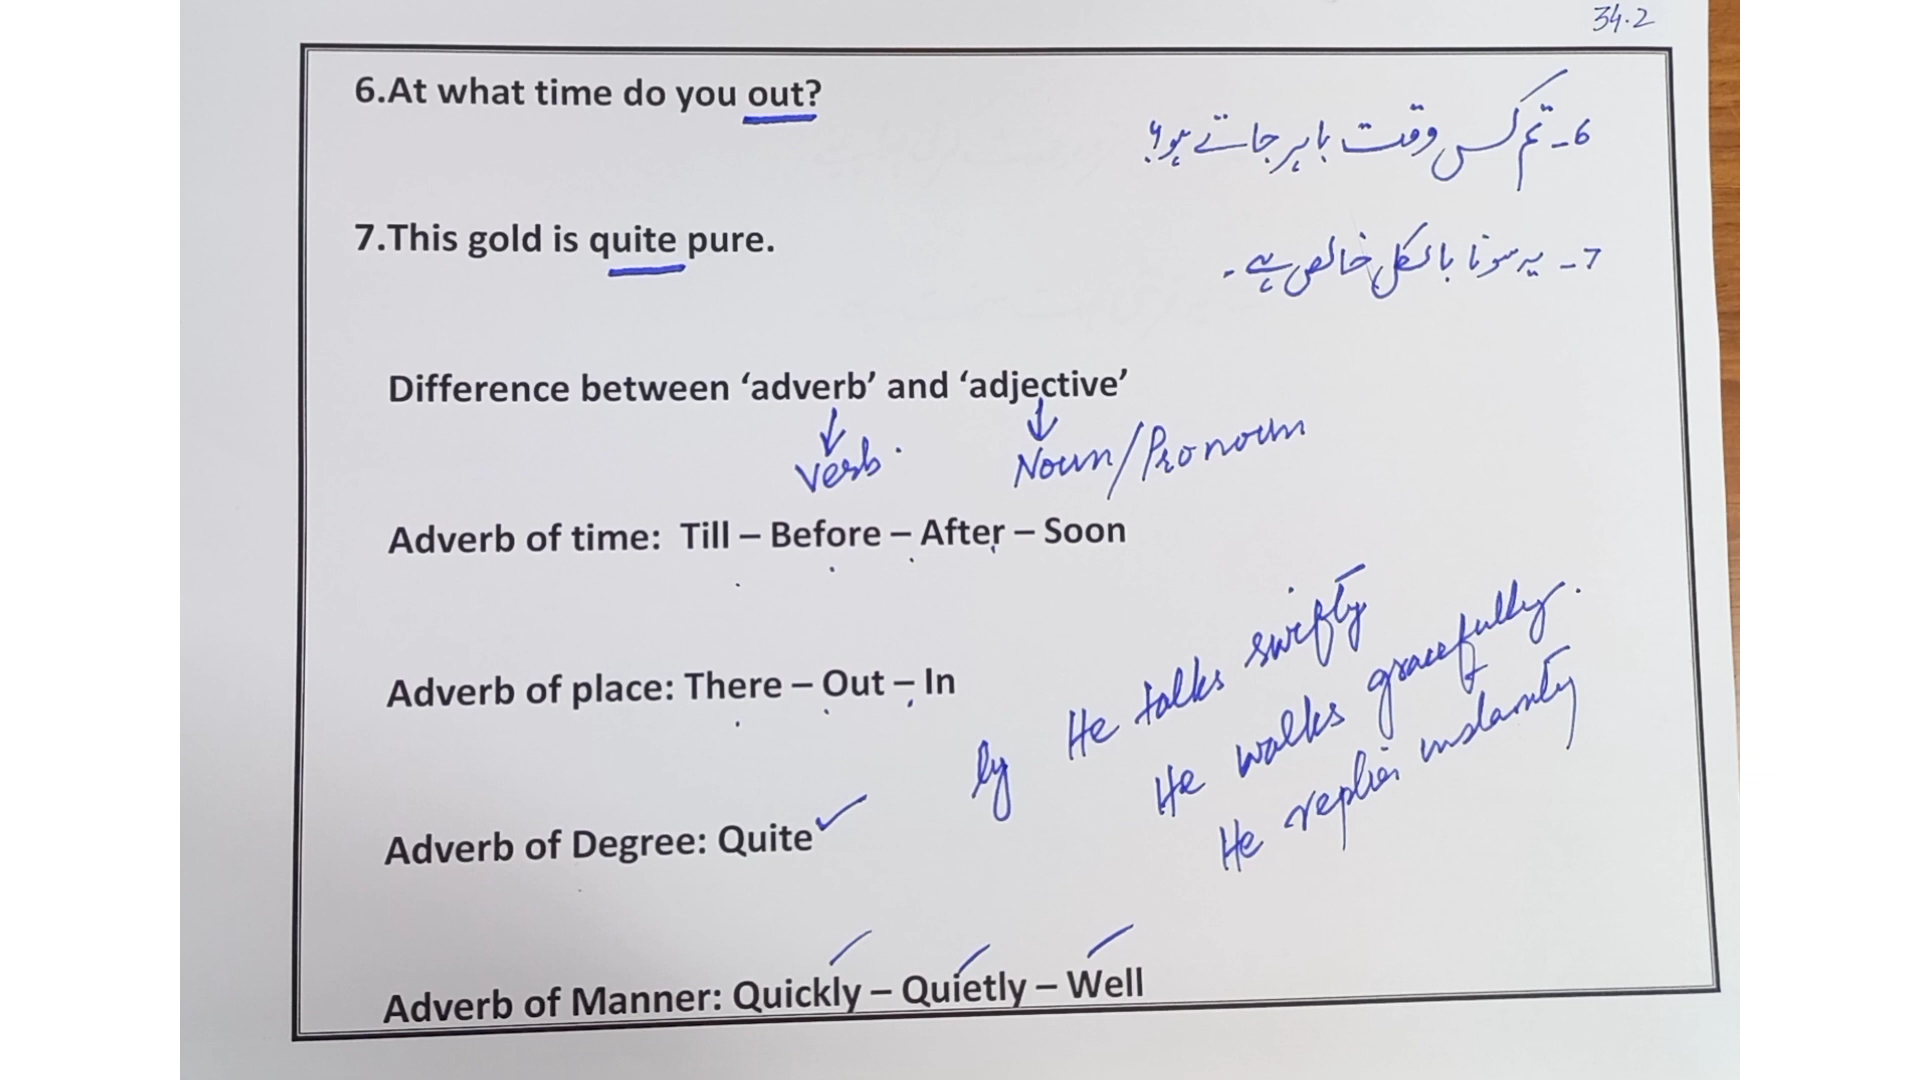 34.2
6.At what time do you out?
6۔ تم کس وقت باہر جاتے ہو؟
7.This gold is quite pure.
7۔ یہ سونا بالکل خالص ہے۔
Difference between ‘adverb’ and ‘adjective’
Verb. Noun/Pronoun
Adverb of time: Till – Before – After – Soon
Adverb of place: There – Out – In
ly He talks swiftly
He walks gracefully.
He replies instantly
Adverb of Degree: Quite
Adverb of Manner: Quickly – Quietly – Well